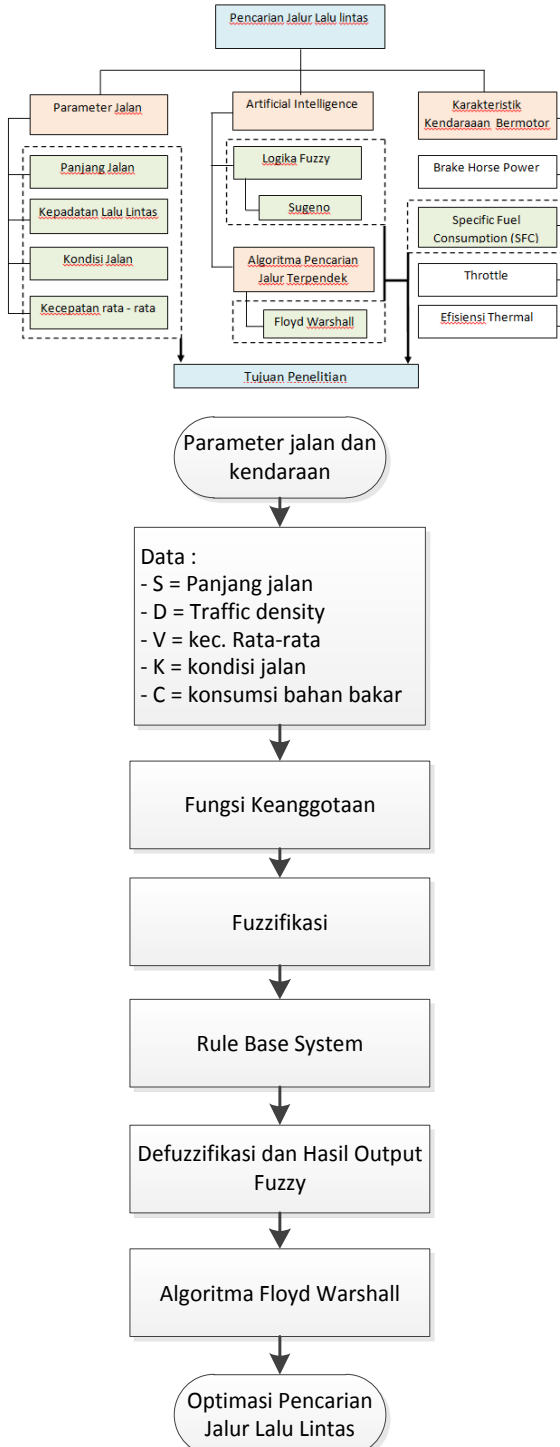 Pencarian Jalur Lalu lintas
Parameter Jalan
Panjang Jalan
Kepadatan Lalu Lintas
Kondisi Jalan
Kecepatan rata - rata
Artificial Intelligence
Logika Fuzzy
Sugeno
Algoritma Pencarian
Jalur Terpendek
Floyd Warshall
Karakteristik
Kendaraaan Bermotor
Brake Horse Power
Specific Fuel
Consumption (SFC)
Throttle
Efisiensi Thermal
Tujuan Penelitian
Parameter jalan dan
kendaraan
Data :
- S = Panjang jalan
- D = Traffic density
- V = kec. Rata-rata
- K = kondisi jalan
- C = konsumsi bahan bakar
Fungsi Keanggotaan
Fuzzifikasi
Rule Base System
Defuzzifikasi dan Hasil Output
Fuzzy
Algoritma Floyd Warshall
Optimasi Pencarian
Jalur Lalu Lintas